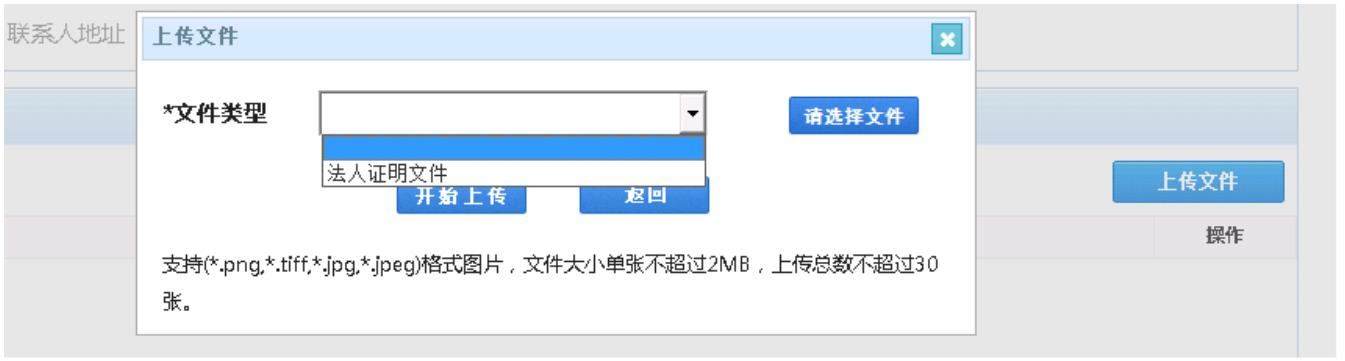 联系人地址
上传文件
*文件类型
请选择文件
法人证明文件
开始上传
返回
上传文件
操作
支持(*.png,*.tiff,*.jpg,*.jpeg)格式图片，文件大小单张不超过2MB，上传总数不超过30
张。